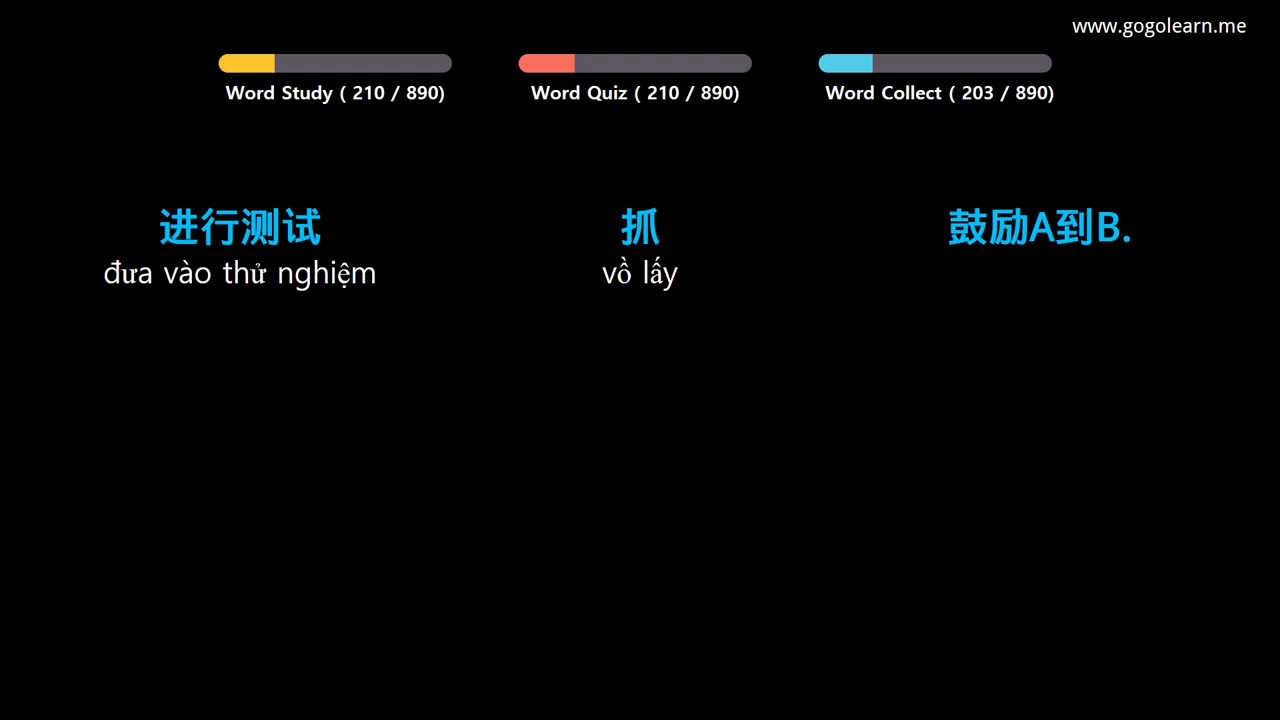 www.gogolearn.me
Word Study ( 210 / 890)
Word Quiz ( 210 / 890)
Word Collect ( 203 / 890)
进行测试
đưa vào thử nghiệm
抓
vồ lấy
鼓励A到B.